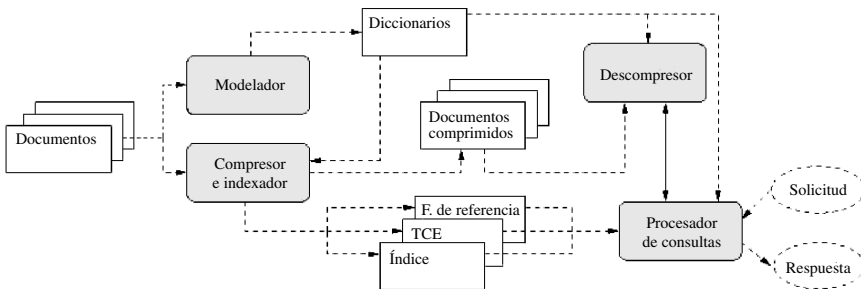 Diccionarios
Modelador
Descompresor
Documentos
Documentos
comprimidos
Compresor
e indexador
Solicitud
F. de referencia
TCE
Índice
Procesador
de consultas
Respuesta